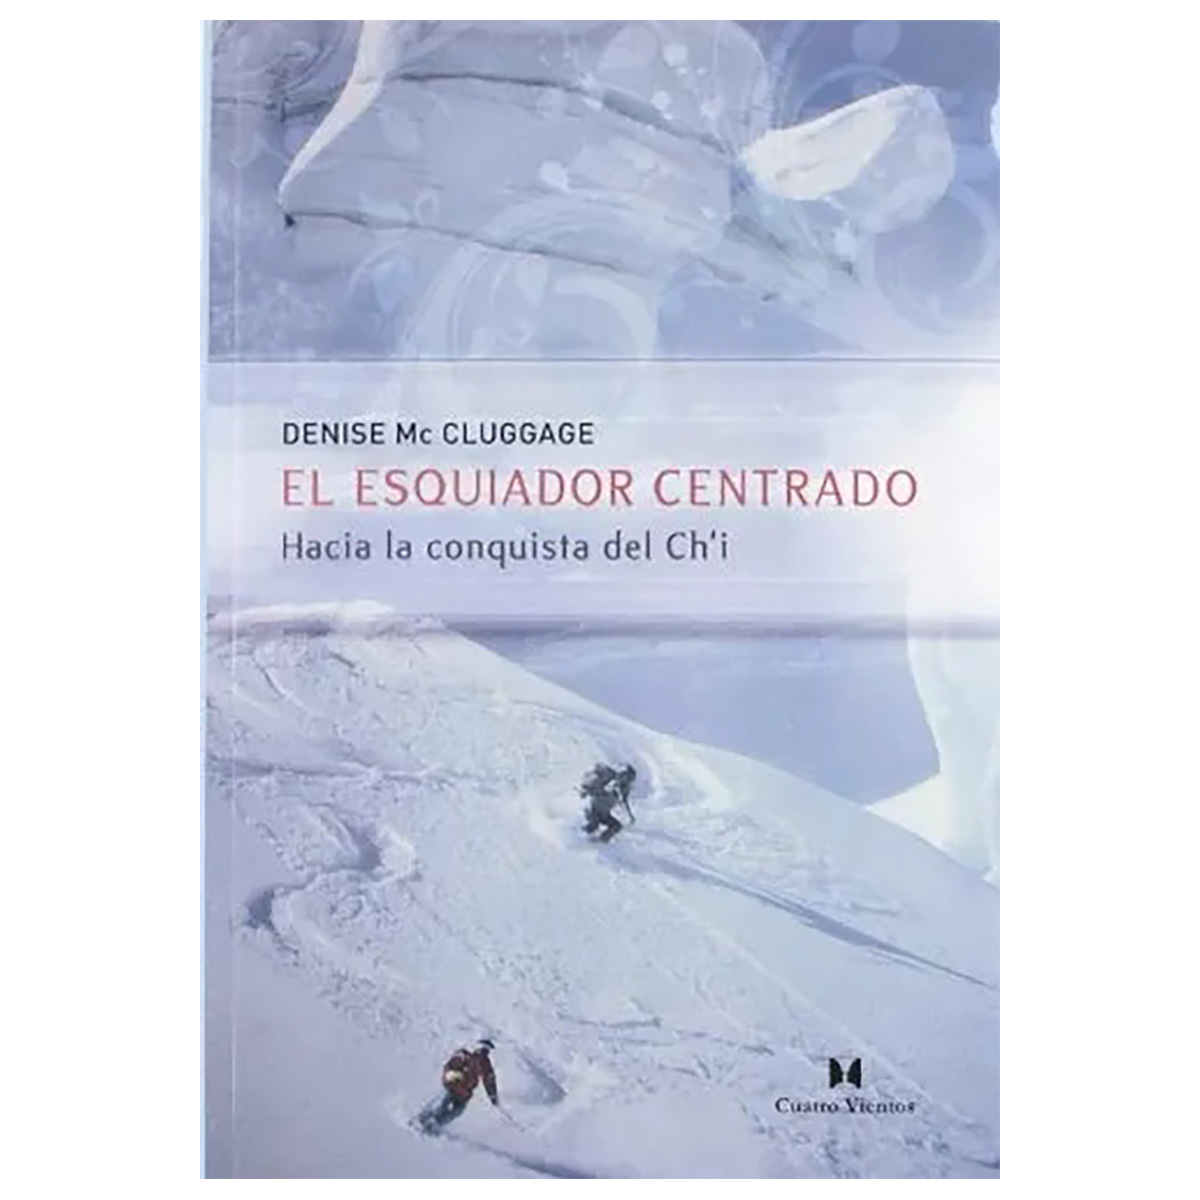 DENISE Mc CLUGGAGE
EL ESQUIADOR CENTRADO
Hacia la conquista del Ch'i
Cuatro Vientos